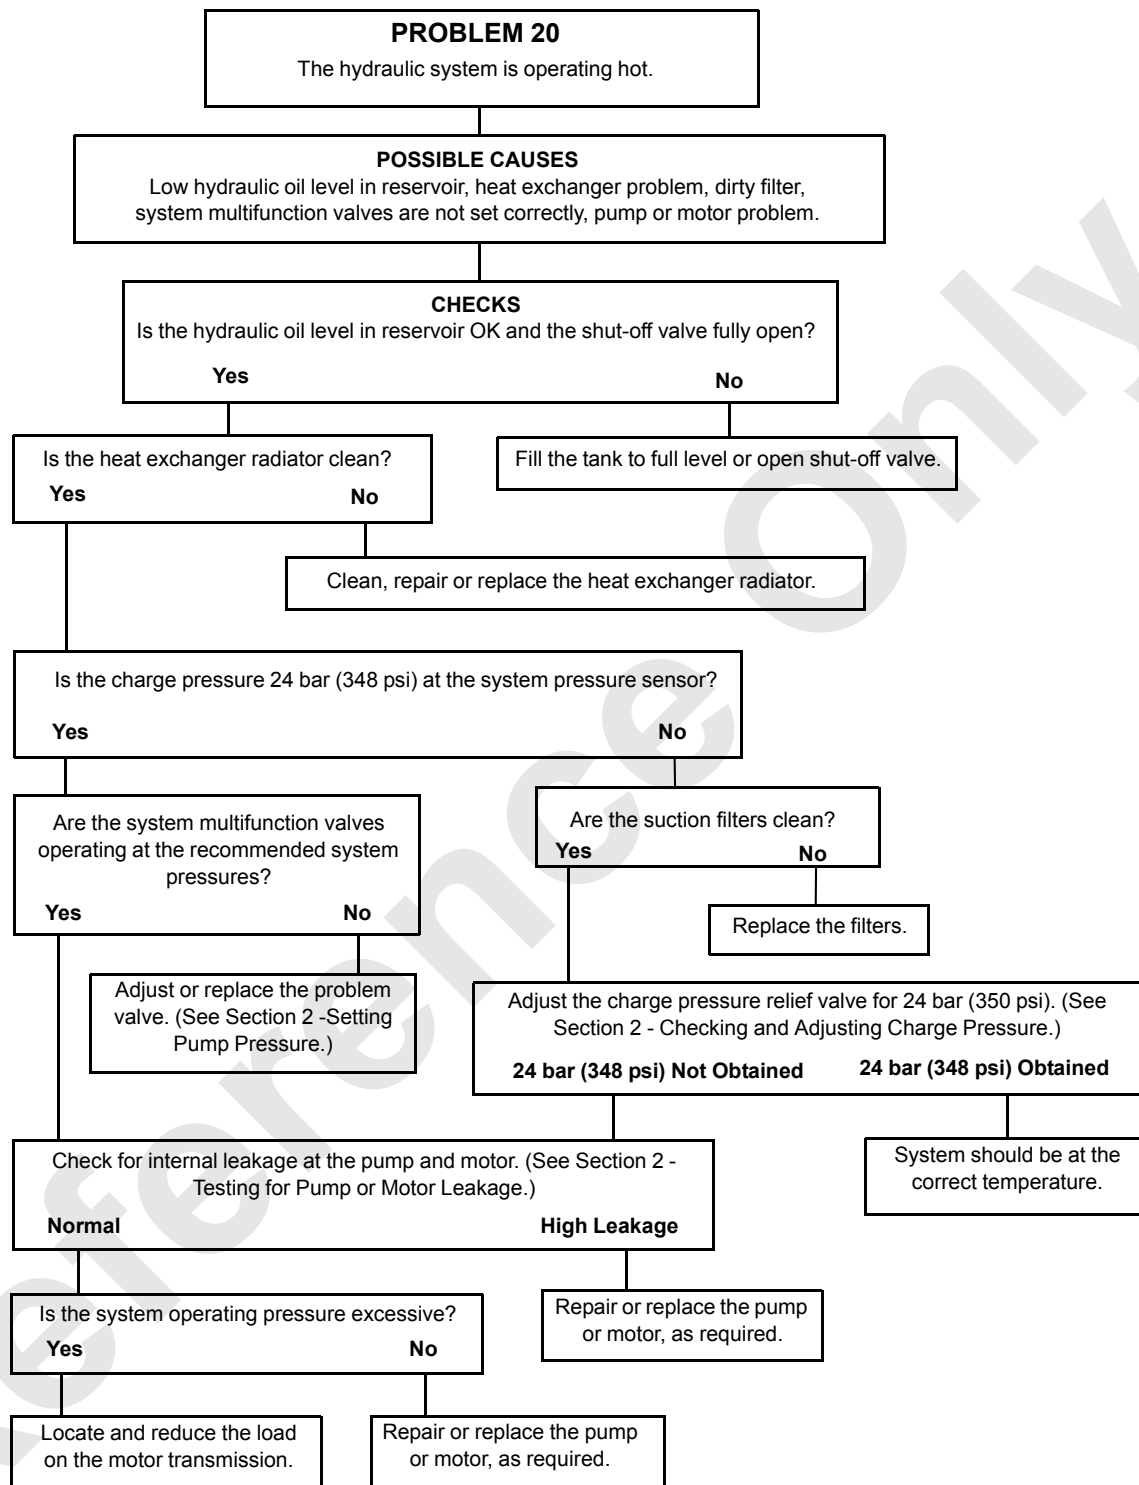 PROBLEM 20
The hydraulic system is operating hot.
POSSIBLE CAUSES
Low hydraulic oil level in reservoir, heat exchanger problem, dirty filter,
system multifunction valves are not set correctly, pump or motor problem.
CHECKS
Is the hydraulic oil level in reservoir OK and the shut-off valve fully open?
Yes
No
Is the heat exchanger radiator clean?
Yes
No
Fill the tank to full level or open shut-off valve.
Clean, repair or replace the heat exchanger radiator.
Is the charge pressure 24 bar (348 psi) at the system pressure sensor?
Yes
No
Are the system multifunction valves
operating at the recommended system
pressures?
Yes
No
Are the suction filters clean?
Yes
No
Replace the filters.
Adjust or replace the problem
valve. (See Section 2 -Setting
Pump Pressure.)
Adjust the charge pressure relief valve for 24 bar (350 psi). (See
Section 2 - Checking and Adjusting Charge Pressure.)
24 bar (348 psi) Not Obtained
24 bar (348 psi) Obtained
Check for internal leakage at the pump and motor. (See Section 2 -
Testing for Pump or Motor Leakage.)
Normal
High Leakage
System should be at the
correct temperature.
Is the system operating pressure excessive?
Yes
No
Repair or replace the pump
or motor, as required.
Locate and reduce the load
on the motor transmission.
Repair or replace the pump
or motor, as required.
Reference Only